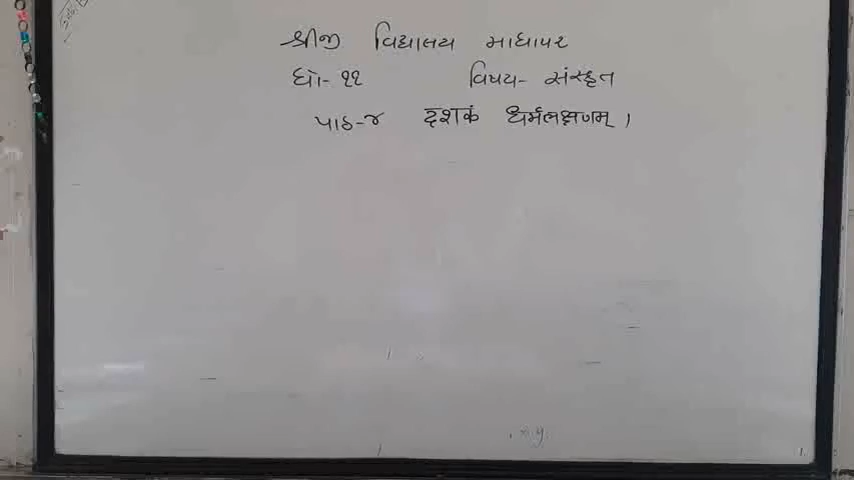 શ્રીજી વિદ્યાલય માધાપર
ધો- ૧૧ વિષય- સંસ્કૃત
પાઠ-૪ दशकं धर्मलक्षणम् ।